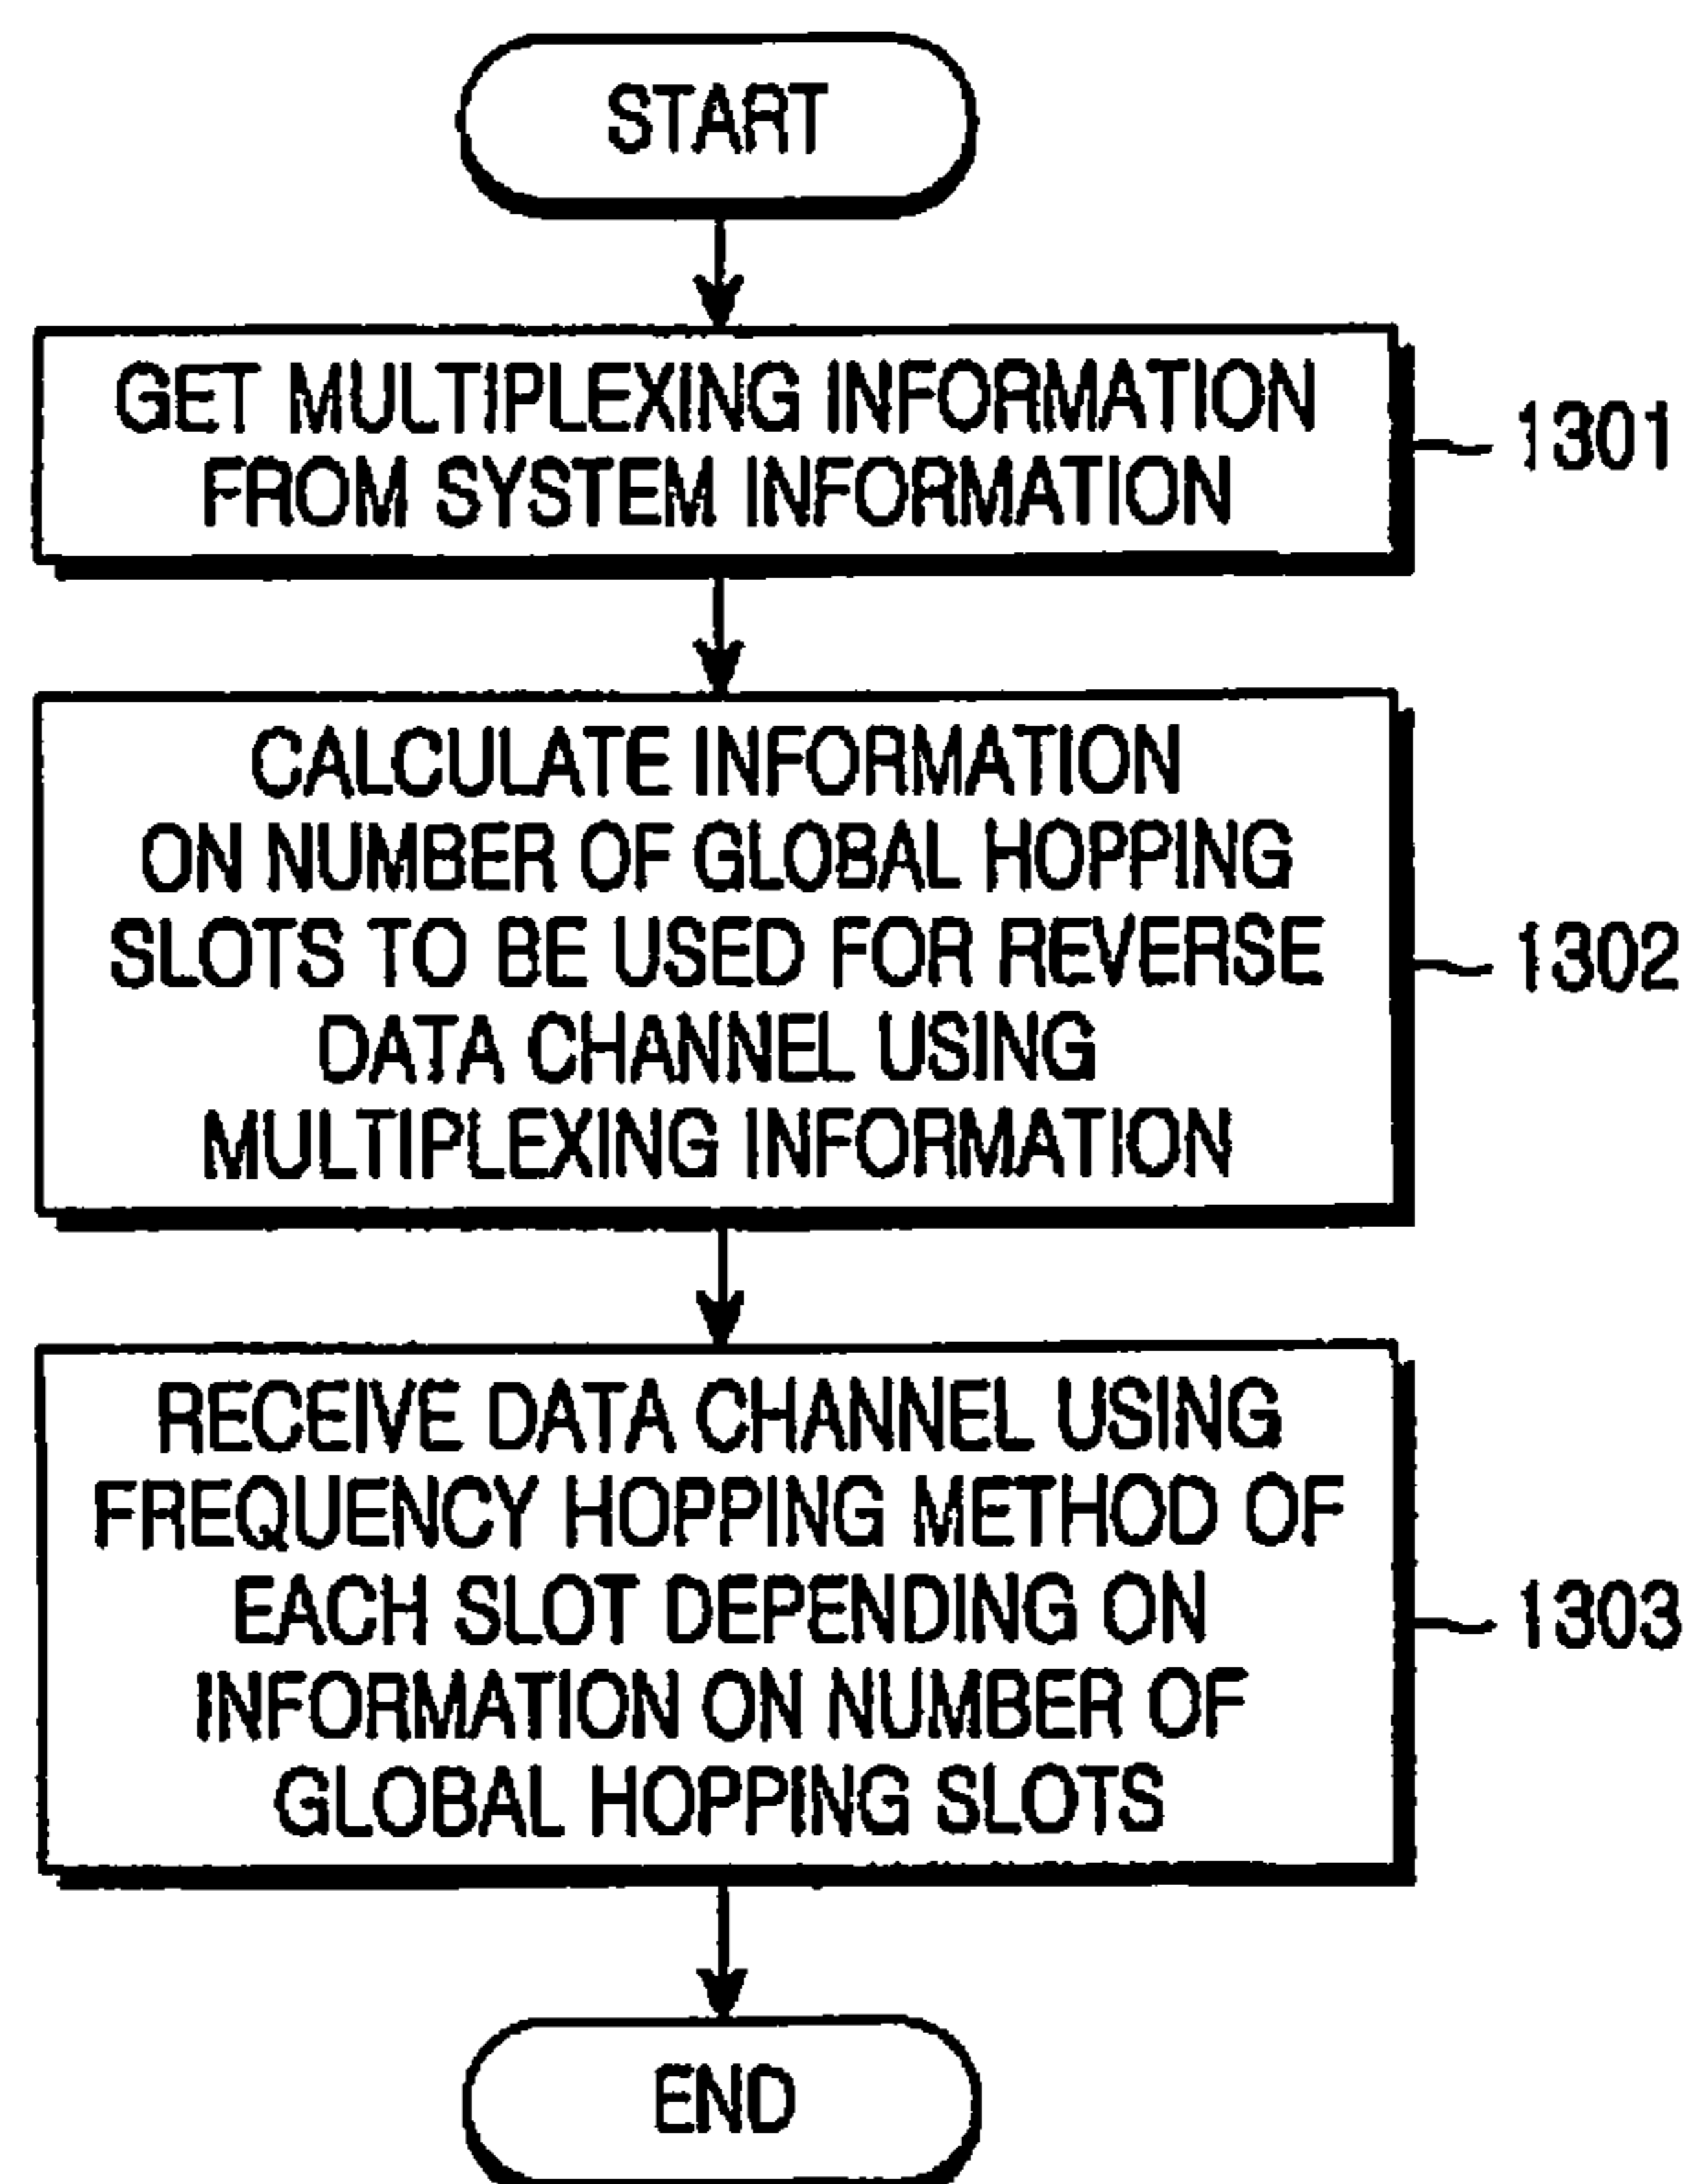 START
GET MULTIPLEXING INFORMATION
FROM SYSTEM INFORMATION
1301
CALCULATE INFORMATION
ON NUMBER OF GLOBAL HOPPING
SLOTS TO BE USED FOR REVERSE
DATA CHANNEL USING
MULTIPLEXING INFORMATION
1302
RECEIVE DATA CHANNEL USING
FREQUENCY HOPPING METHOD OF
EACH SLOT DEPENDING ON
INFORMATION ON NUMBER OF
GLOBAL HOPPING SLOTS
1303
END